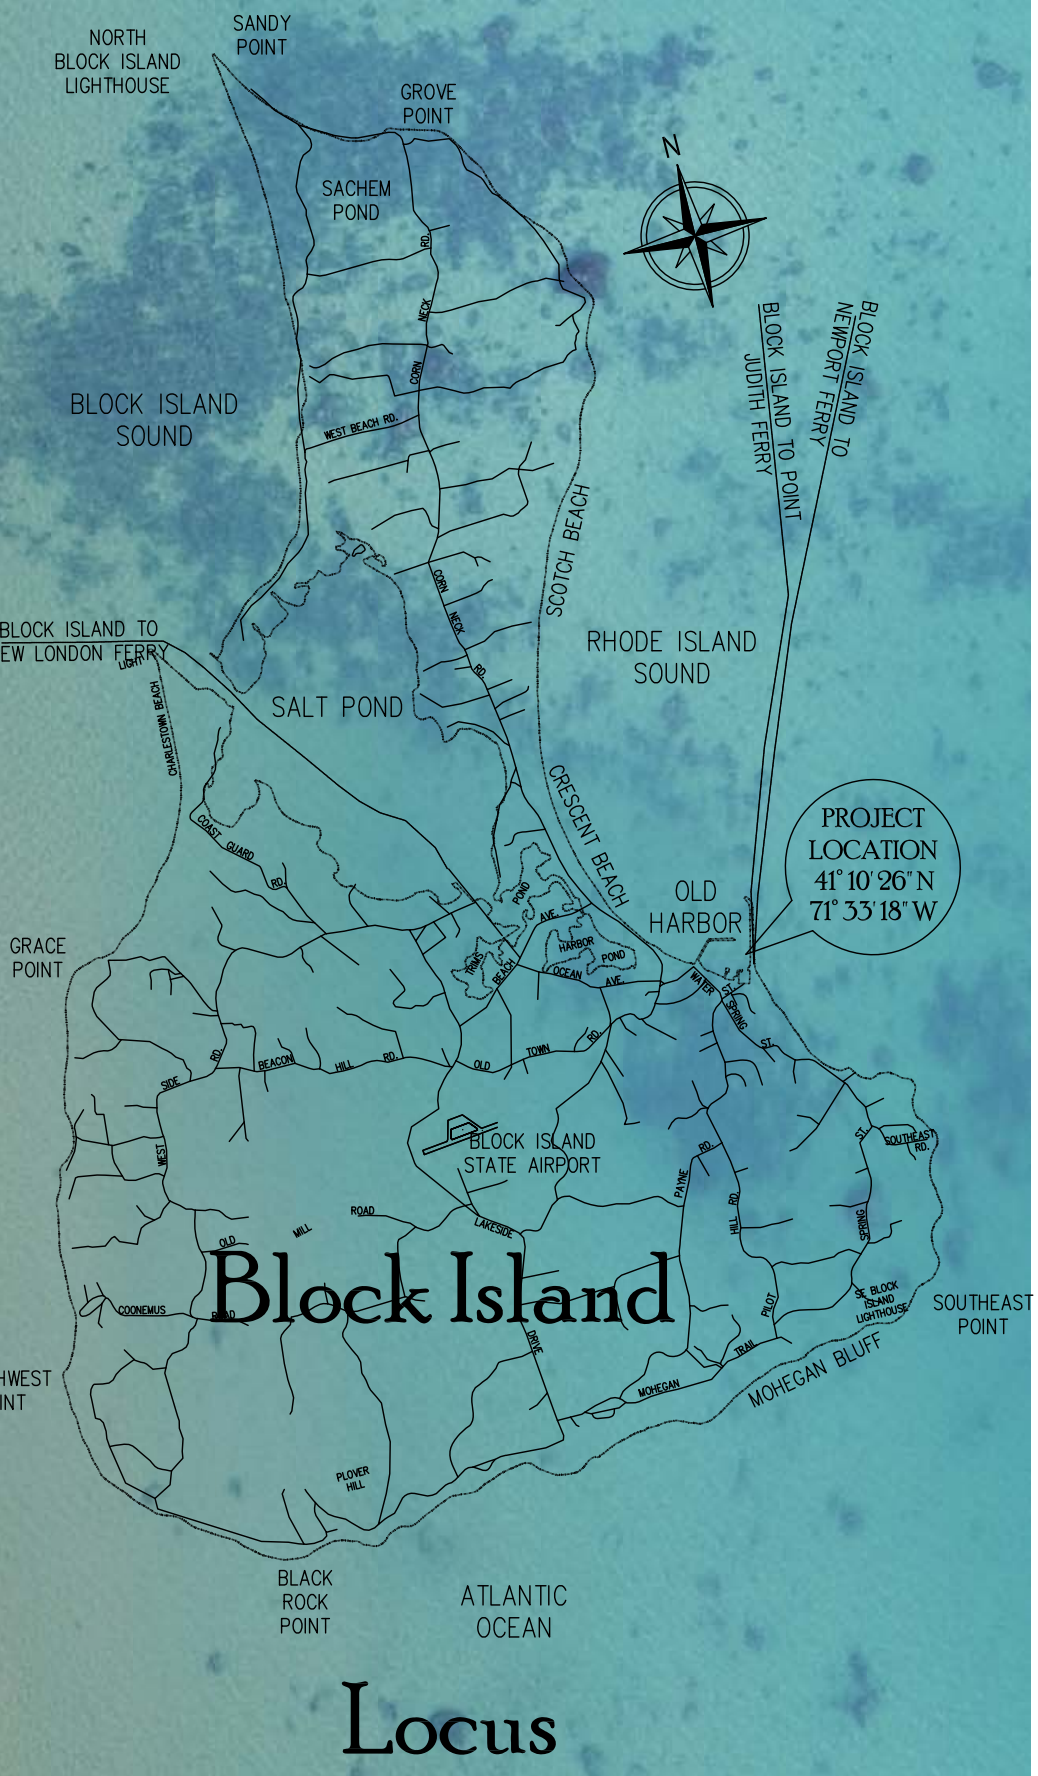 NORTH
BLOCK ISLAND
LIGHTHOUSE
SANDY
POINT
GROVE
POINT
N
SACHEM
POND
RD.
NECK
CORN
WEST BEACH RD.
BLOCK ISLAND
SOUND
BLOCK ISLAND TO POINT
JUDITH FERRY
BLOCK ISLAND TO
NEWPORT FERRY
SCOTCH BEACH
CORN
NECK
RD.
BLOCK ISLAND TO
EW LONDON FERRY
LIGHT
CHARLESTOWN BEACH
RHODE ISLAND
SOUND
SALT POND
CRESCENT BEACH
PROJECT
LOCATION
41° 10' 26" N
71° 33' 18" W
COAST GUARD
RD.
OLD
HARBOR
POND
AVE.
HARBOR
POND
TRIMS
BEACH
OCEAN
AVE.
WATER
ST.
SPRING
ST.
GRACE
POINT
SIDE
RD.
BEACON
HILL
RD.
OLD
TOWN
RD.
WEST
BLOCK ISLAND
STATE AIRPORT
PAYNE
RD.
ST.
SOUTHEAST
RD.
HILL RD.
SPRING
OLD
MILL
ROAD
LAKESIDE
Block Island
COONEMUS
ROAD
PILOT
SE BLOCK
ISLAND
LIGHTHOUSE
SOUTHEAST
POINT
DRIVE
TRAIL
MOHEGAN
MOHEGAN BLUFF
HWEST
INT
PLOVER
HILL
BLACK
ROCK
POINT
ATLANTIC
OCEAN
Locus